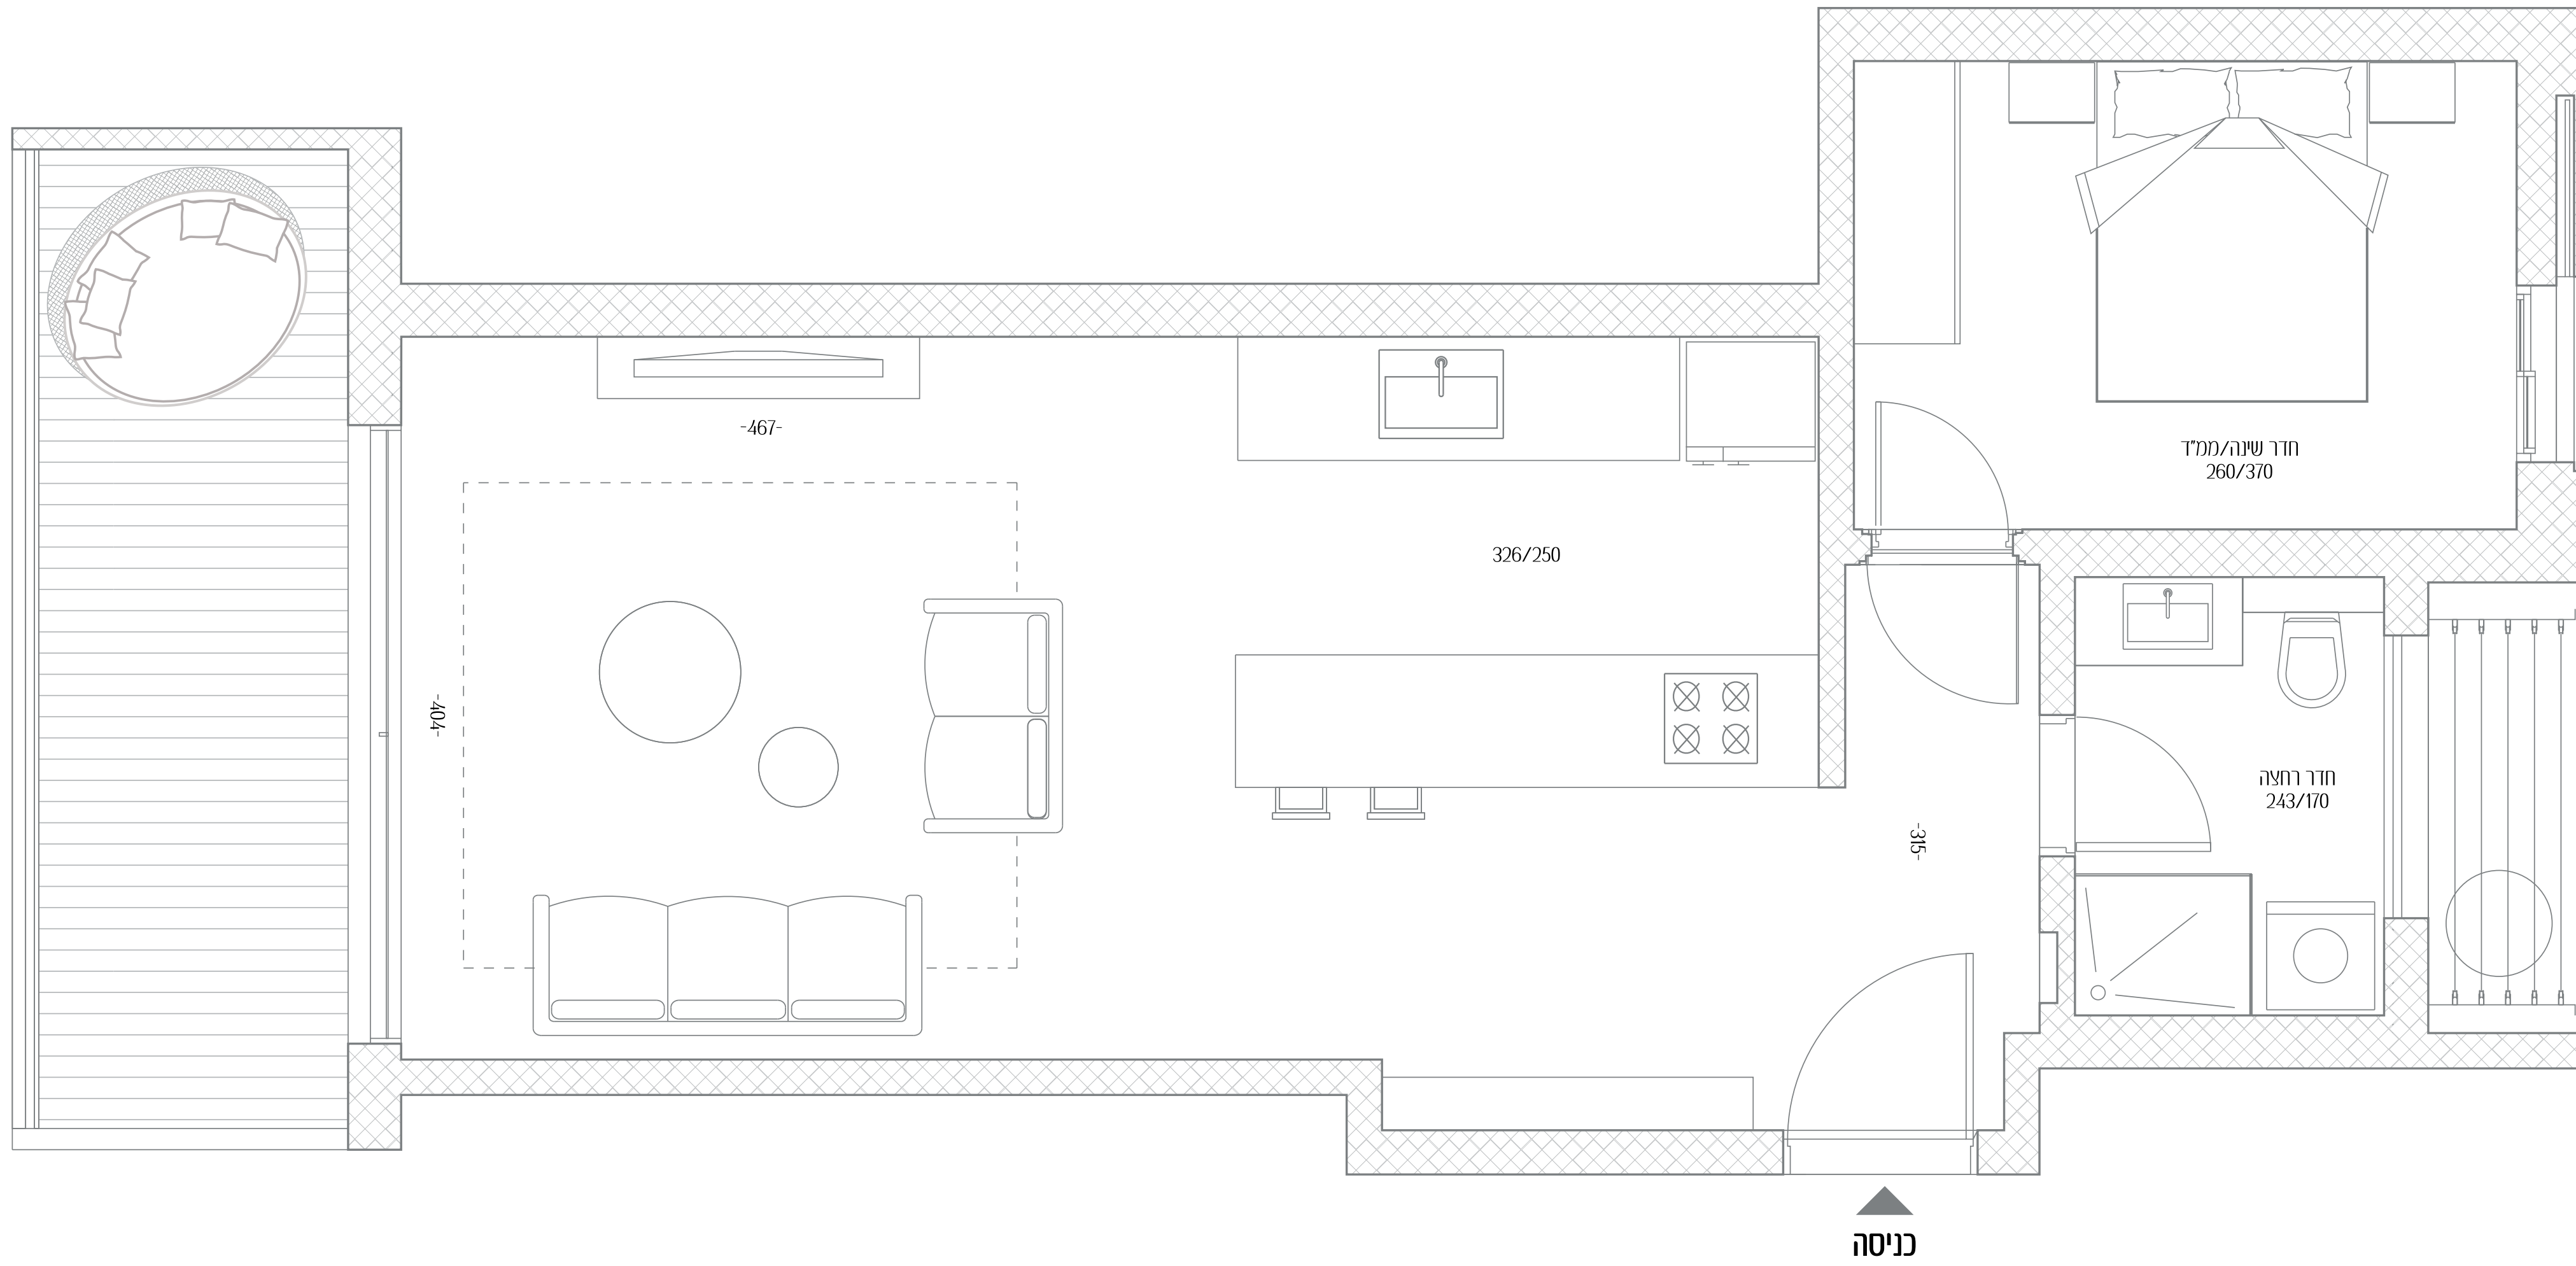 חדר שינה/ממ"ד
260/370
-467-
326/250
-404-
חדר רחצה
243/170
-315-
כניסה